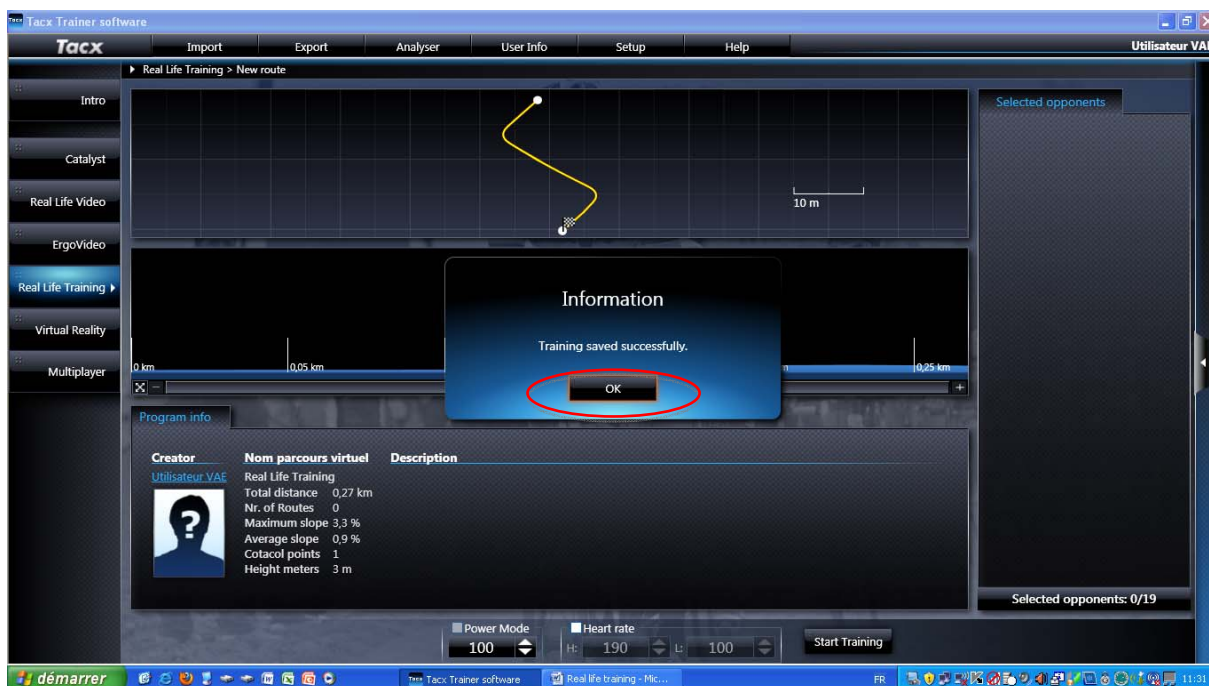 Tacx Trainer software
Tacx Import Export Analyser User Info Setup Help Utilisateur VAE
Real Life Training > New route
Intro
Catalyst
Real Life Video
ErgoVideo
Real Life Training
Virtual Reality
Multiplayer
10 m
Selected opponents
Information
Training saved successfully.
OK
0 km 0,05 km 0,25 km
Program info
Creator Nom parcours virtuel Description
Utilisateur VAE Real Life Training
Total distance 0,27 km
Nr. of Routes 0
Maximum slope 3,3 %
Average slope 0,9 %
Cotacol points 1
Height meters 3 m
Selected opponents: 0/19
Power Mode Heart rate
100 H: 190 L: 100 Start Training
démarrer Tacx Trainer software Real life training - Mic... FR 11:31